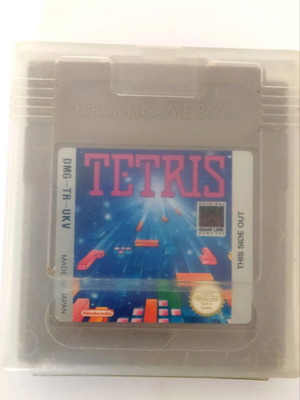 Nintendo GAME BOY
TETRIS
DMG-TR-UKV
MADE IN JAPAN
THIS SIDE OUT
Nintendo